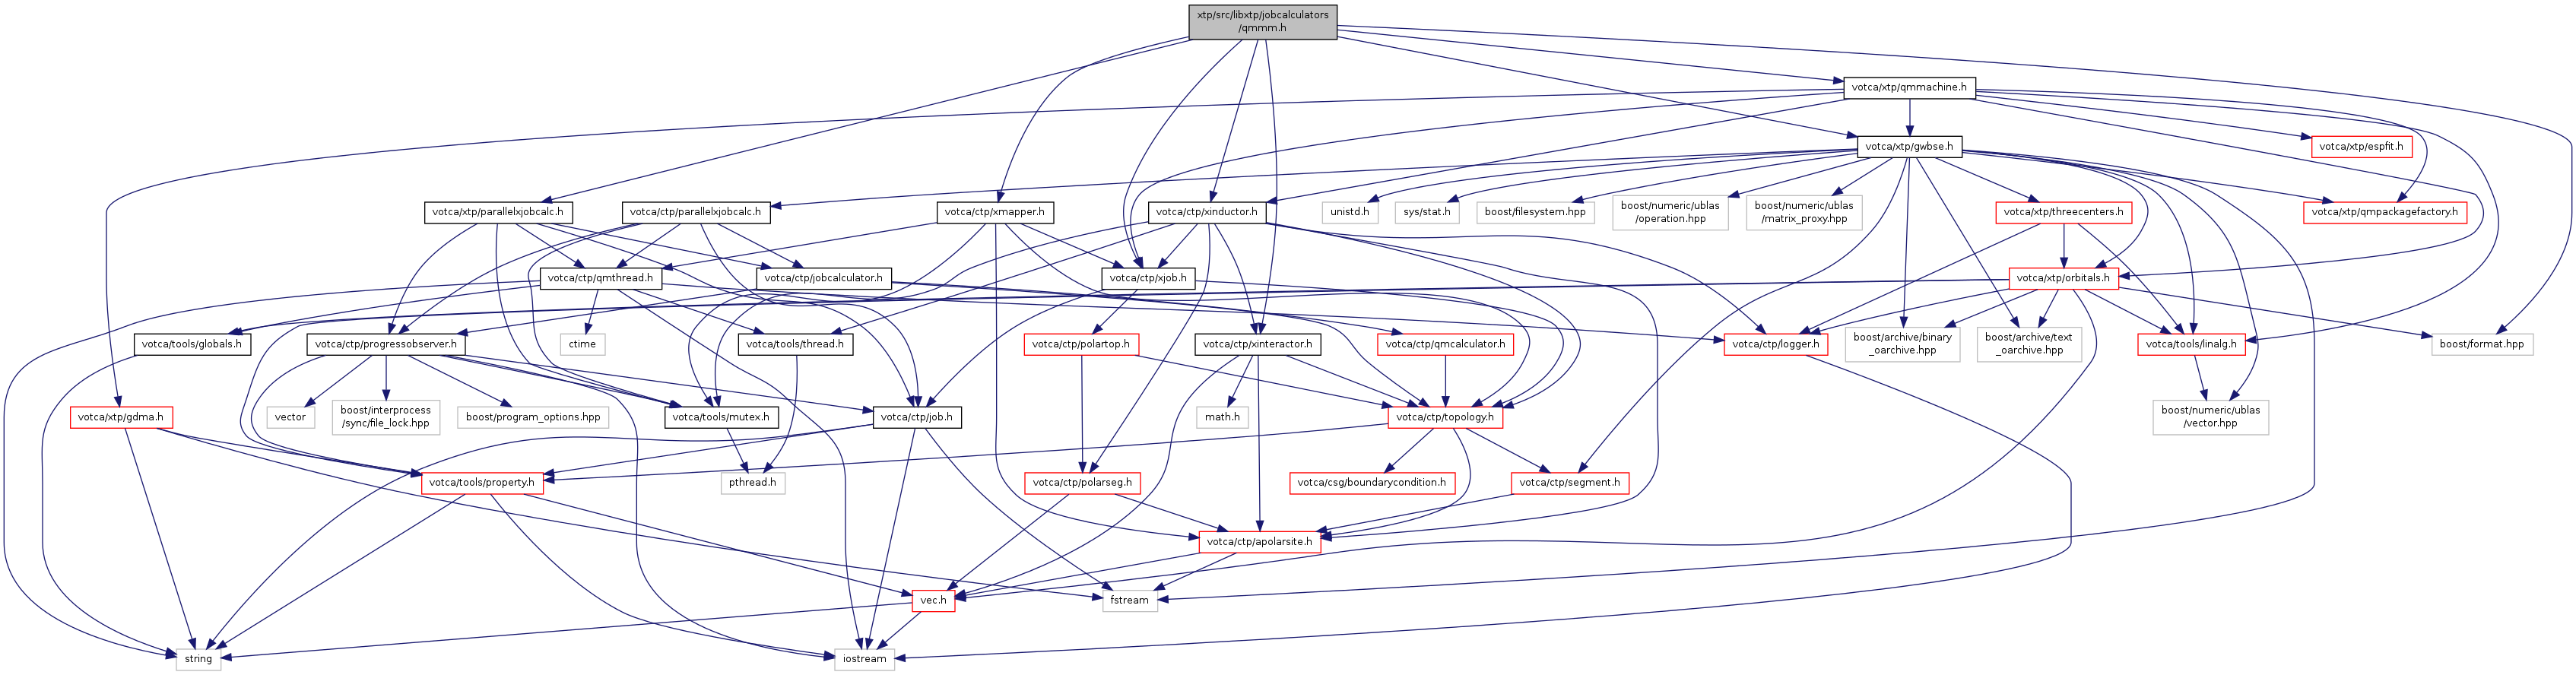 xtp/src/libxtp/jobcalculators
/qmmm.h
votca/xtp/qmmachine.h
votca/xtp/espfit.h
votca/xtp/gwbse.h
votca/xtp/parallelxjobcalc.h
votca/ctp/parallelxjobcalc.h
votca/ctp/xmapper.h
votca/ctp/xinductor.h
unistd.h
sys/stat.h
boost/filesystem.hpp
boost/numeric/ublas
/operation.hpp
boost/numeric/ublas
/matrix_proxy.hpp
votca/xtp/threecenters.h
votca/xtp/qmpackagefactory.h
votca/ctp/qmthread.h
votca/ctp/jobcalculator.h
votca/ctp/xjob.h
votca/xtp/orbitals.h
votca/tools/globals.h
votca/ctp/progressobserver.h
ctime
votca/tools/thread.h
votca/ctp/polartop.h
votca/ctp/xinteractor.h
votca/ctp/qmcalculator.h
votca/ctp/logger.h
boost/archive/binary
_oarchive.hpp
boost/archive/text
_oarchive.hpp
votca/tools/linalg.h
boost/format.hpp
votca/xtp/gdma.h
vector
boost/interprocess
/sync/file_lock.hpp
boost/program_options.hpp
votca/tools/mutex.h
votca/ctp/job.h
math.h
votca/ctp/topology.h
boost/numeric/ublas
/vector.hpp
votca/tools/property.h
pthread.h
votca/ctp/polarseg.h
votca/csg/boundarycondition.h
votca/ctp/segment.h
votca/ctp/apolarsite.h
vec.h
fstream
string
iostream